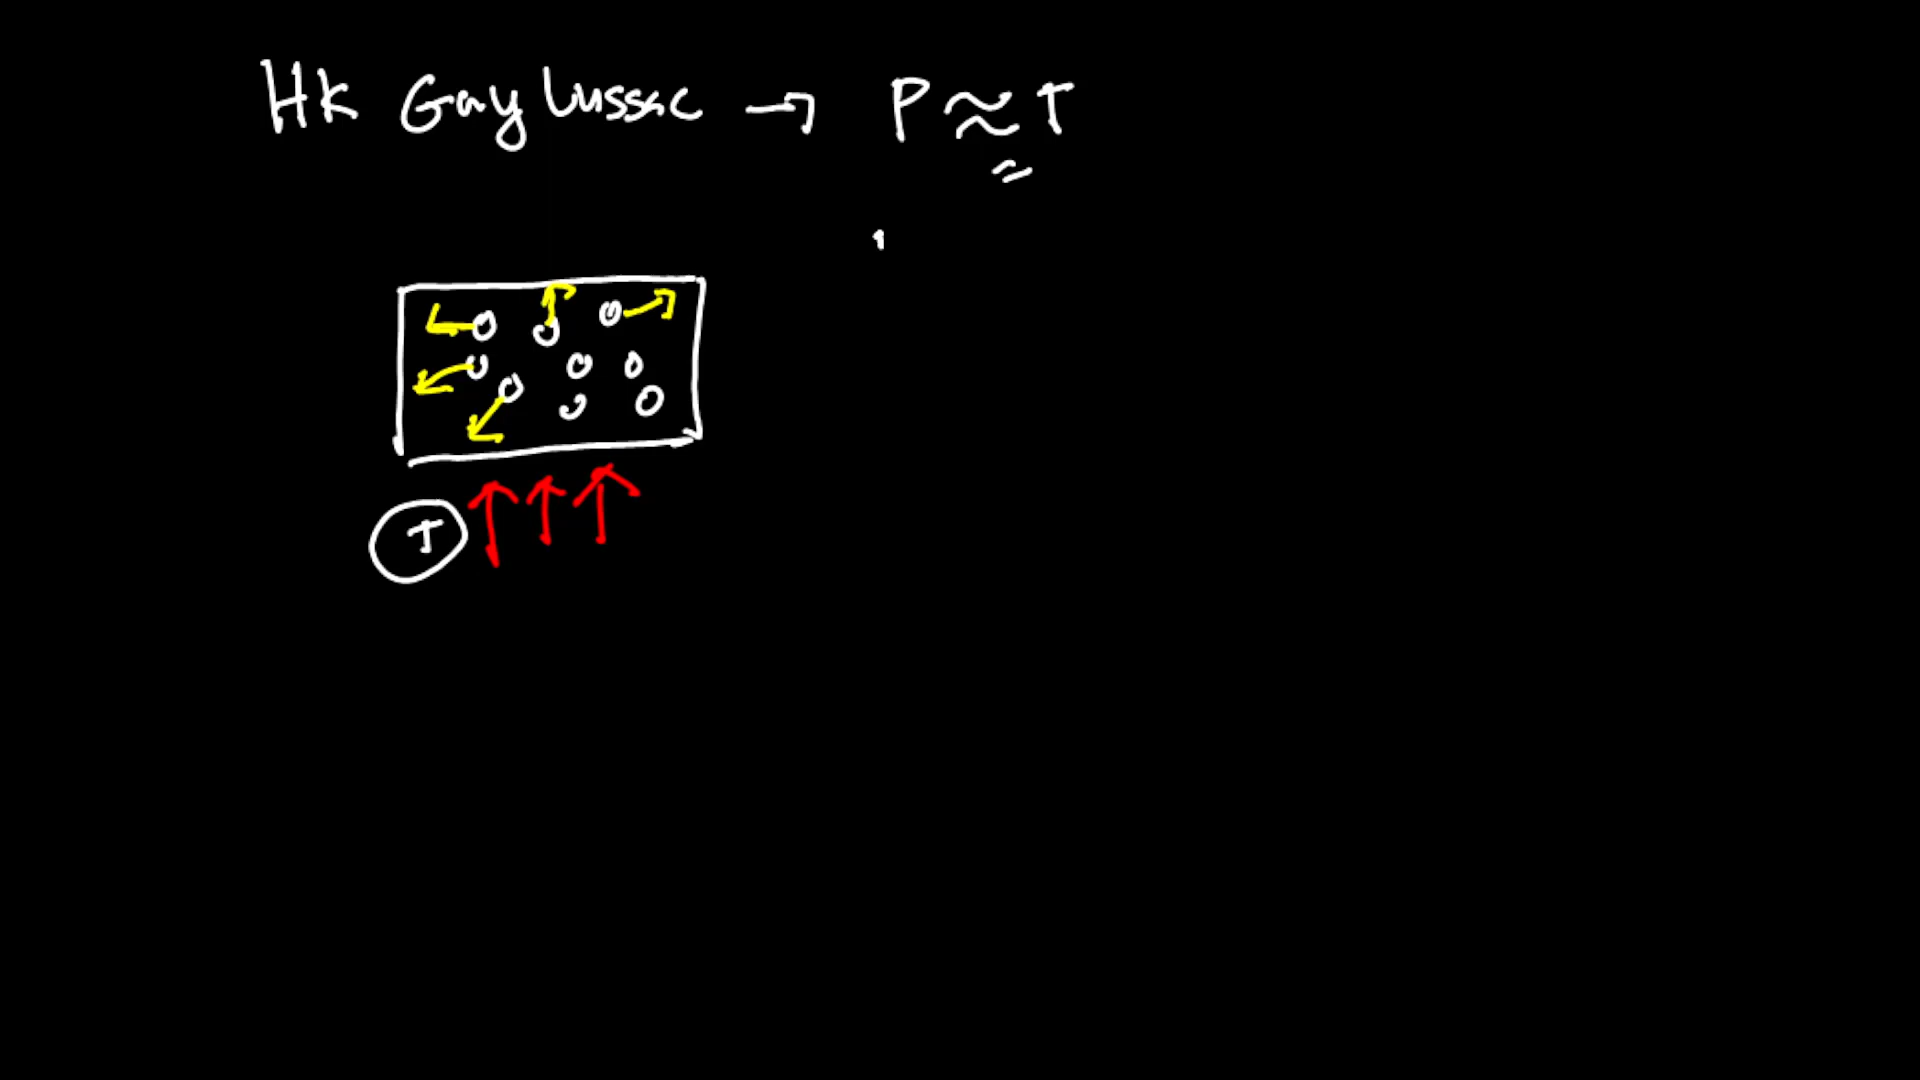 Hk Gay Lussac → P ≈ T
T